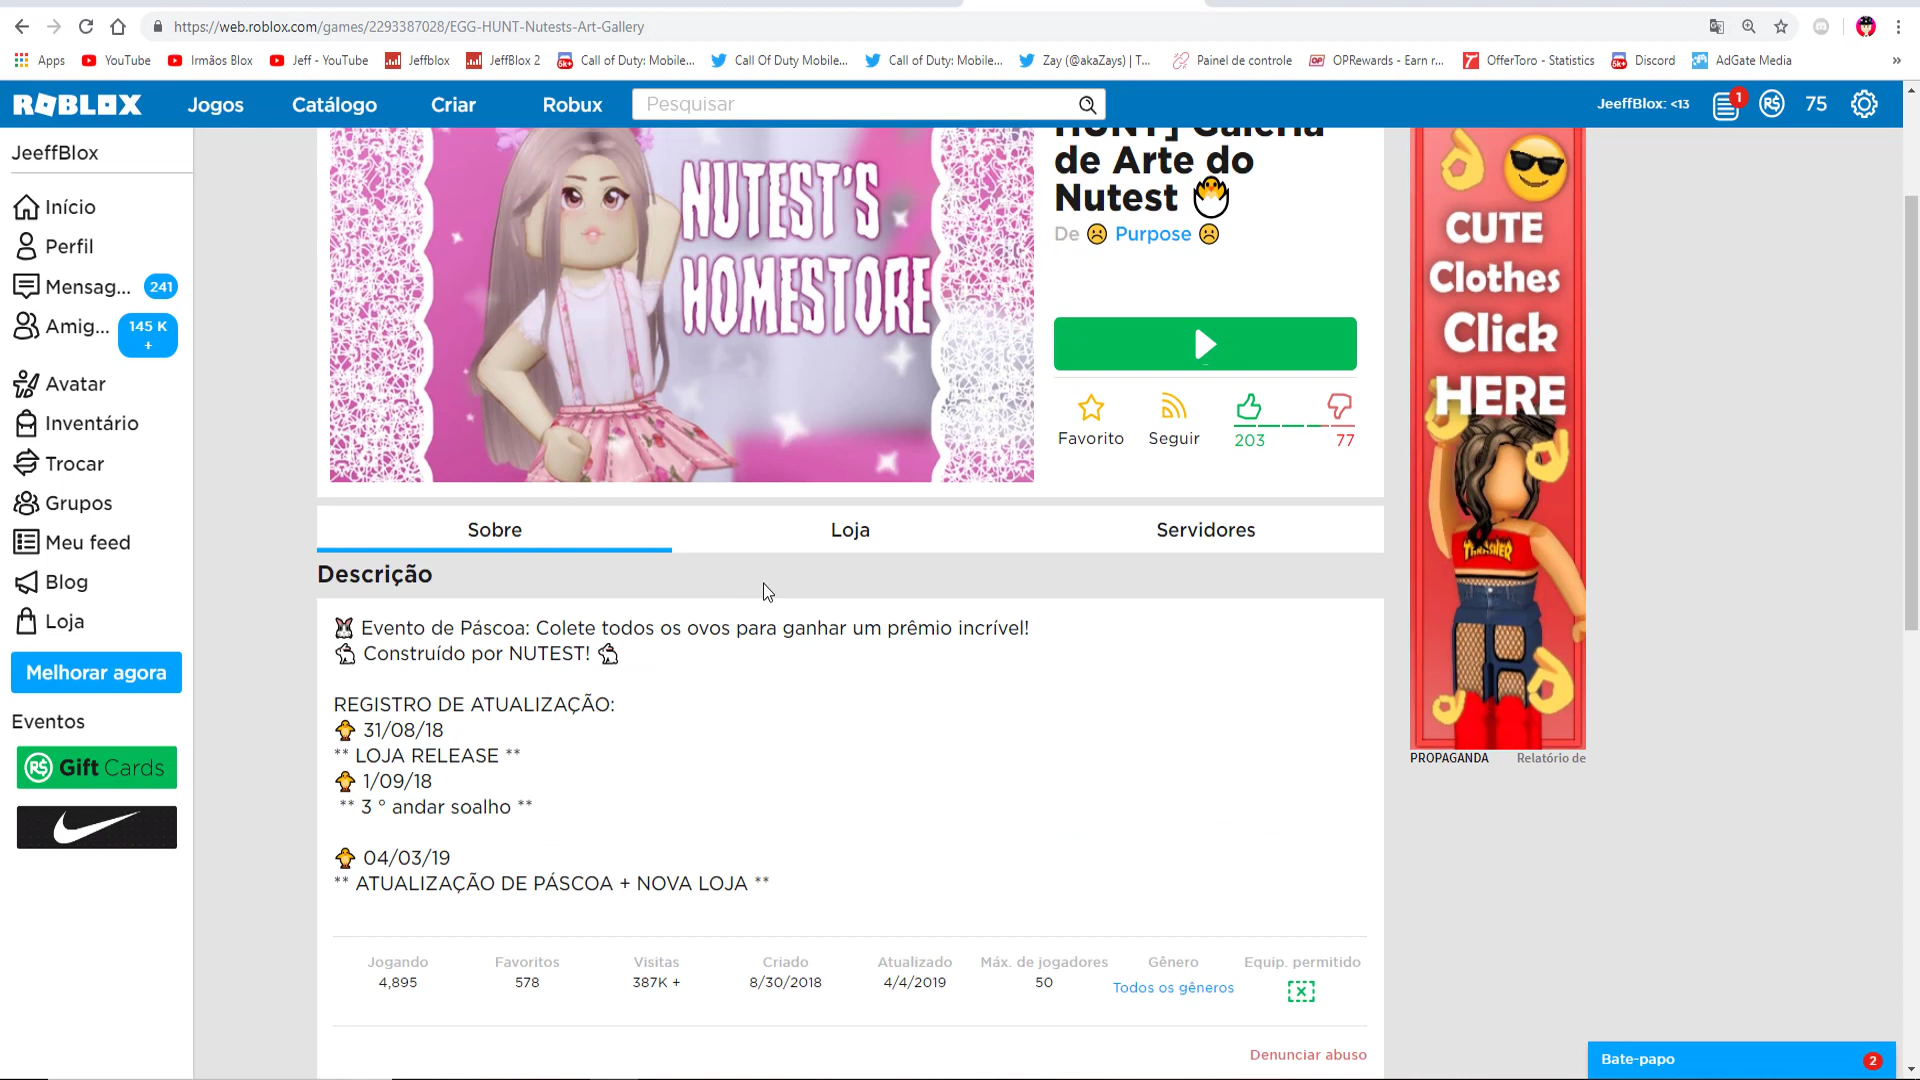 https://web.roblox.com/games/2293387028/EGG-HUNT-Nutests-Art-Gallery
Apps YouTube Irmãos Blox Jeff - YouTube Jeffblox JeffBlox 2 Call of Duty: Mobile... Call Of Duty Mobile... Call of Duty: Mobile... Zay (@akaZays) | T... Painel de controle OPRewards - Earn r... OfferToro - Statistics Discord AdGate Media »
ROBLOX Jogos Catálogo Criar Robux Pesquisar JeeffBlox: <13 1 R$ 75
JeeffBlox
Início
Perfil
Mensag... 241
Amig... 145 K +
Avatar
Inventário
Trocar
Grupos
Meu feed
Blog
Loja
Melhorar agora
Eventos
R$ Gift Cards
NUTEST'S
HOMESTORE
HUNT] Galeria
de Arte do
Nutest
De Purpose
Favorito Seguir 203 77
CUTE
Clothes
Click
HERE
THRASHER
PROPAGANDA Relatório de
Sobre Loja Servidores
Descrição
Evento de Páscoa: Colete todos os ovos para ganhar um prêmio incrível!
Construído por NUTEST!
REGISTRO DE ATUALIZAÇÃO:
31/08/18
** LOJA RELEASE **
1/09/18
** 3 ° andar soalho **
04/03/19
** ATUALIZAÇÃO DE PÁSCOA + NOVA LOJA **
Jogando Favoritos Visitas Criado Atualizado Máx. de jogadores Gênero Equip. permitido
4,895 578 387K + 8/30/2018 4/4/2019 50 Todos os gêneros
Denunciar abuso
Bate-papo 2